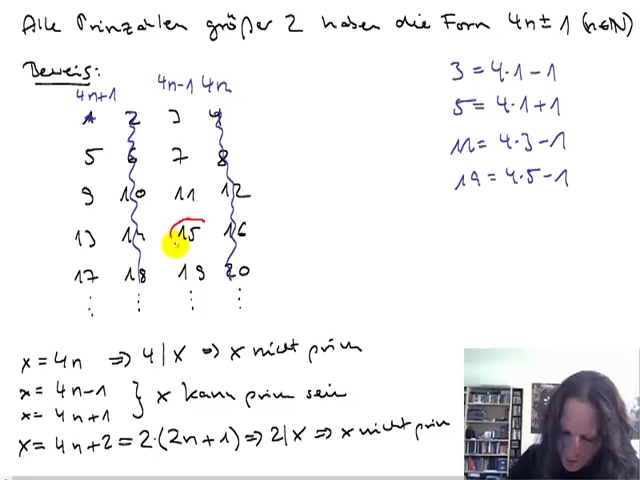 Alle Primzahlen größer 2 haben die Form 4n ± 1 (n∈ℕ)
Beweis:
4n+1 4n-1 4n
1 2 3 4
5 6 7 8
9 10 11 12
13 14 15 16
17 18 19 20
⋮ ⋮ ⋮ ⋮
3 = 4·1-1
5 = 4·1+1
11 = 4·3-1
19 = 4·5-1
x = 4n ⇒ 4|x ⇒ x nicht prim
x = 4n-1
x = 4n+1 } x kann prim sein
x = 4n+2 = 2·(2n+1) ⇒ 2|x ⇒ x nicht prim